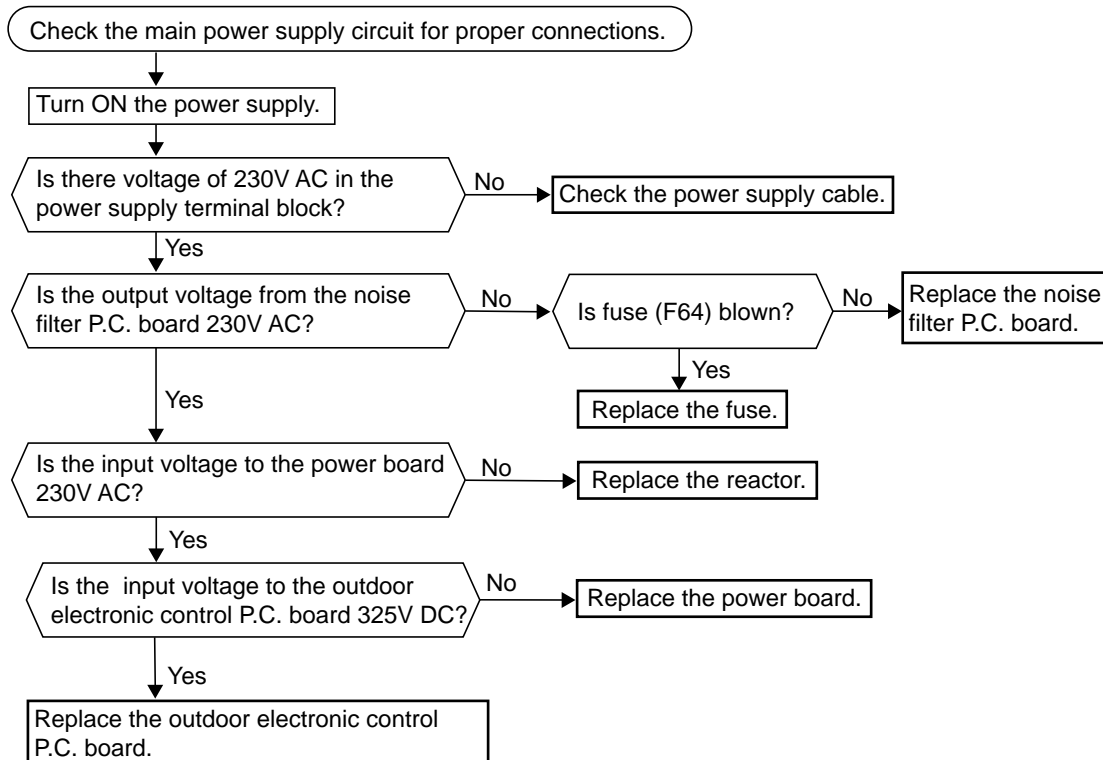 Check the main power supply circuit for proper connections.
Turn ON the power supply.
Is there voltage of 230V AC in the
power supply terminal block?
No
Check the power supply cable.
Yes
Is the output voltage from the noise
filter P.C. board 230V AC?
No
Is fuse (F64) blown?
No
Replace the noise
filter P.C. board.
Yes
Replace the fuse.
Yes
Is the input voltage to the power board
230V AC?
No
Replace the reactor.
Yes
Is the input voltage to the outdoor
electronic control P.C. board 325V DC?
No
Replace the power board.
Yes
Replace the outdoor electronic control
P.C. board.